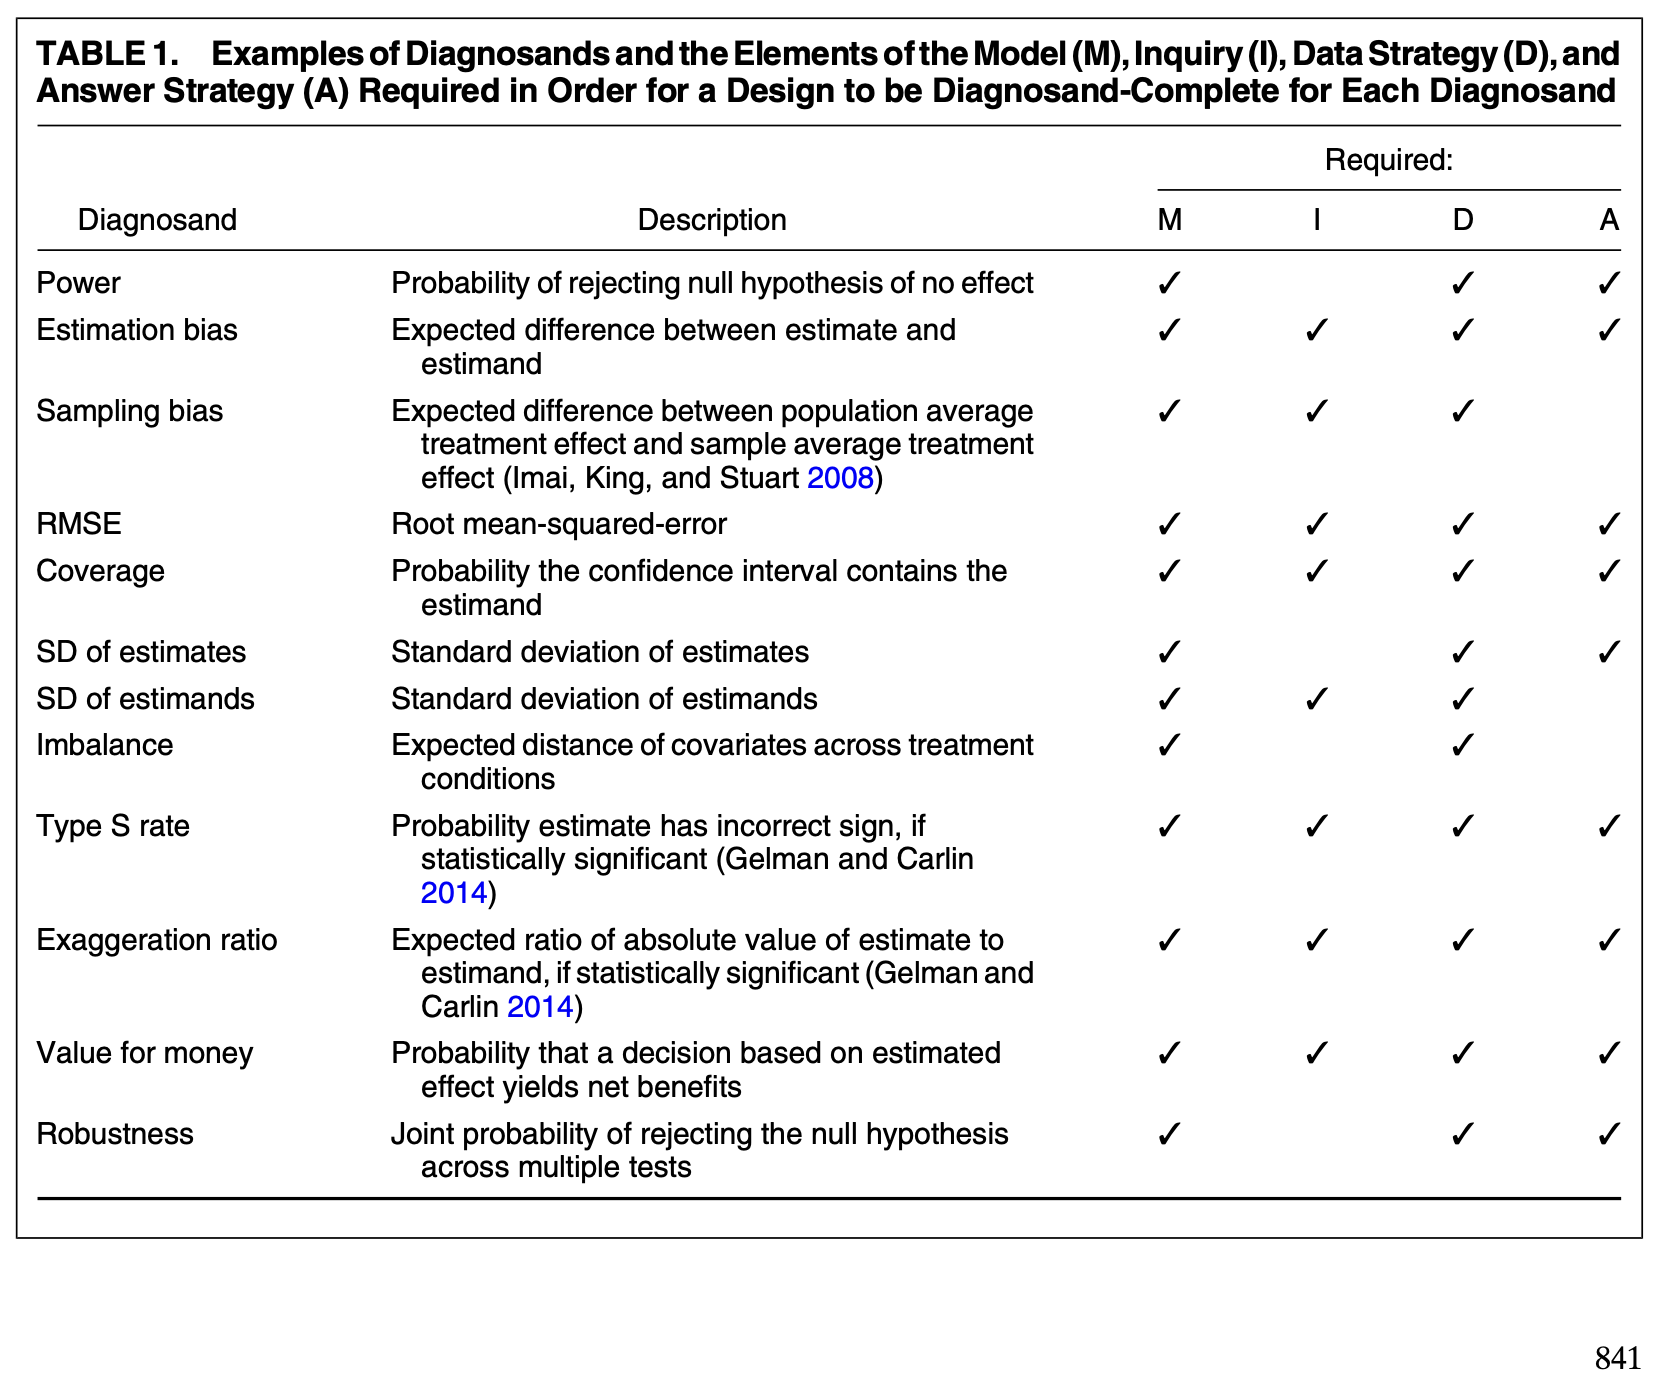 TABLE 1. Examples of Diagnosands and the Elements of the Model (M), Inquiry (I), Data Strategy (D), and
Answer Strategy (A) Required in Order for a Design to be Diagnosand-Complete for Each Diagnosand
Required:
Diagnosand Description M I D A
Power Probability of rejecting null hypothesis of no effect ✓ ✓ ✓
Estimation bias Expected difference between estimate and ✓ ✓ ✓ ✓
estimand
Sampling bias Expected difference between population average ✓ ✓ ✓
treatment effect and sample average treatment
effect (Imai, King, and Stuart 2008)
RMSE Root mean-squared-error ✓ ✓ ✓ ✓
Coverage Probability the confidence interval contains the ✓ ✓ ✓ ✓
estimand
SD of estimates Standard deviation of estimates ✓ ✓ ✓
SD of estimands Standard deviation of estimands ✓ ✓ ✓
Imbalance Expected distance of covariates across treatment ✓ ✓
conditions
Type S rate Probability estimate has incorrect sign, if ✓ ✓ ✓ ✓
statistically significant (Gelman and Carlin
2014)
Exaggeration ratio Expected ratio of absolute value of estimate to ✓ ✓ ✓ ✓
estimand, if statistically significant (Gelman and
Carlin 2014)
Value for money Probability that a decision based on estimated ✓ ✓ ✓ ✓
effect yields net benefits
Robustness Joint probability of rejecting the null hypothesis ✓ ✓ ✓
across multiple tests
841